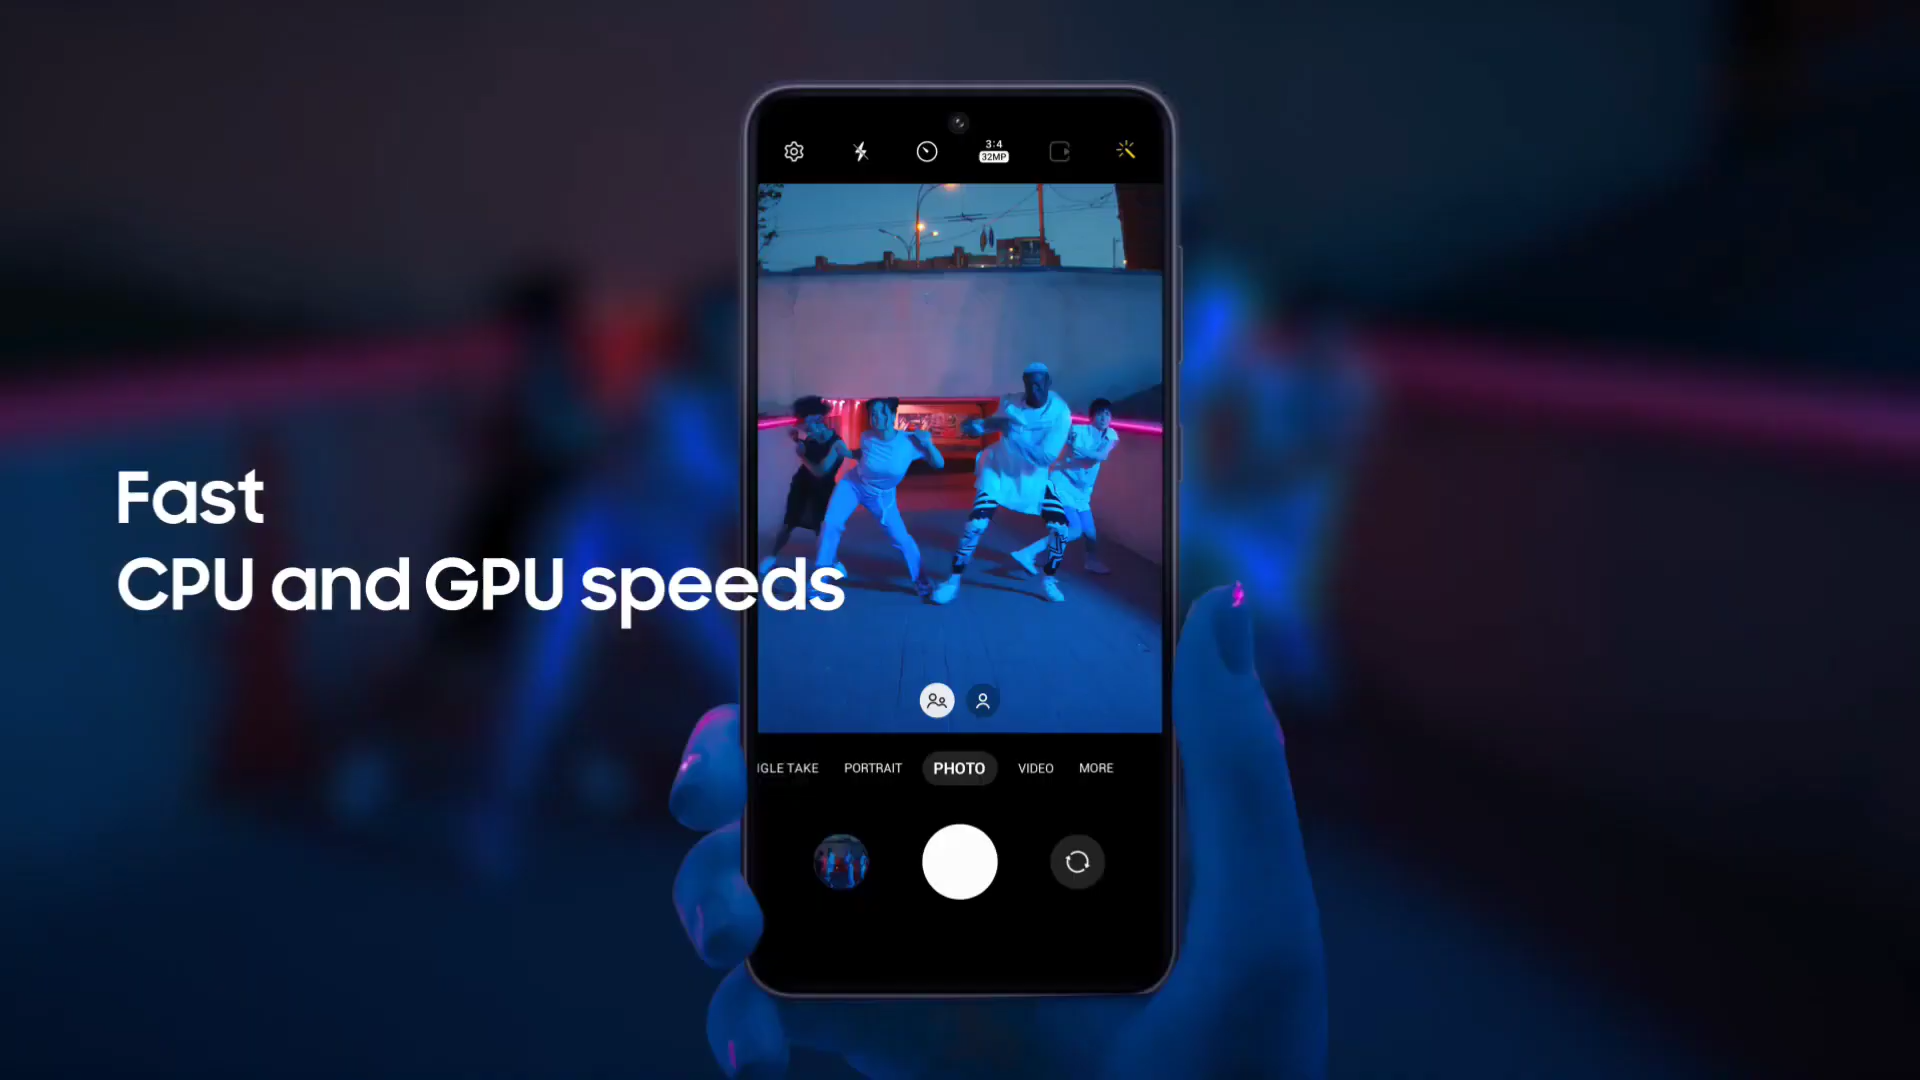 3:4
32MP
Fast
CPU and GPU speeds
IGLE TAKE PORTRAIT PHOTO VIDEO MORE